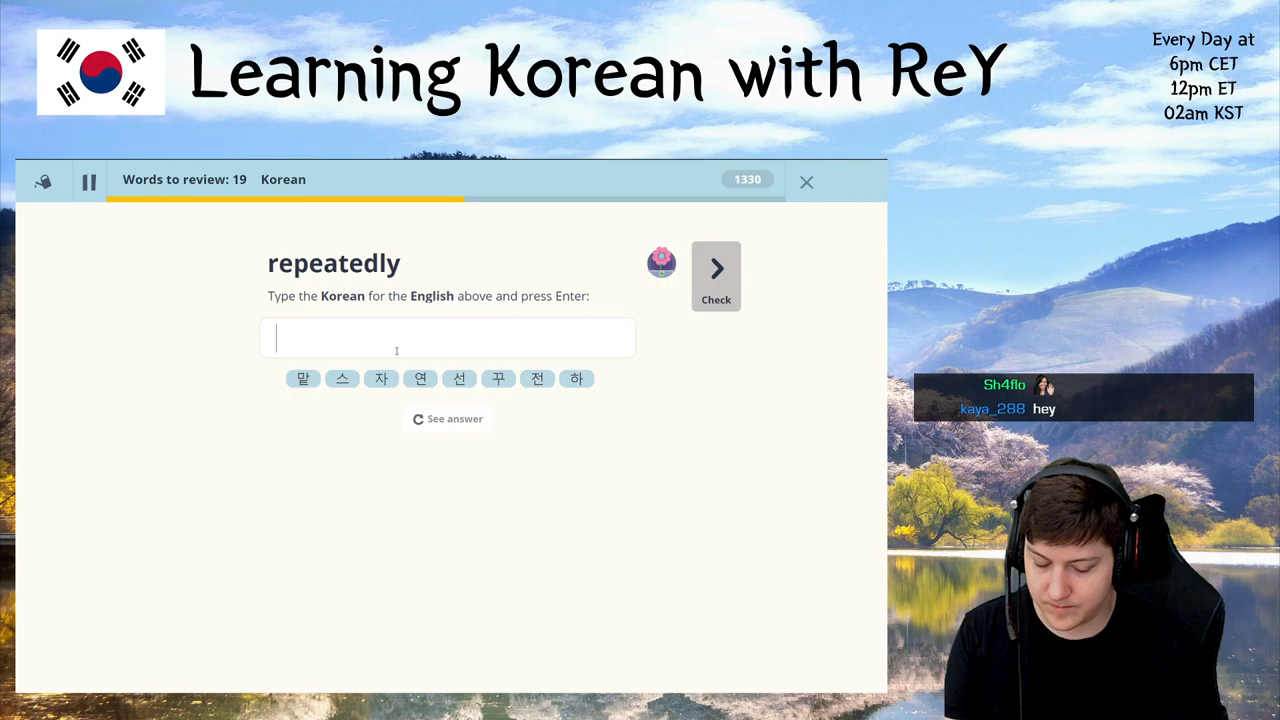 Learning Korean with ReY
Every Day at
6pm CET
12pm ET
02am KST
Words to review: 19 Korean
1330
repeatedly
Type the Korean for the English above and press Enter:
Check
맡 스 자 연 선 꾸 전 하
See answer
Sh4flo
kaya_288 hey